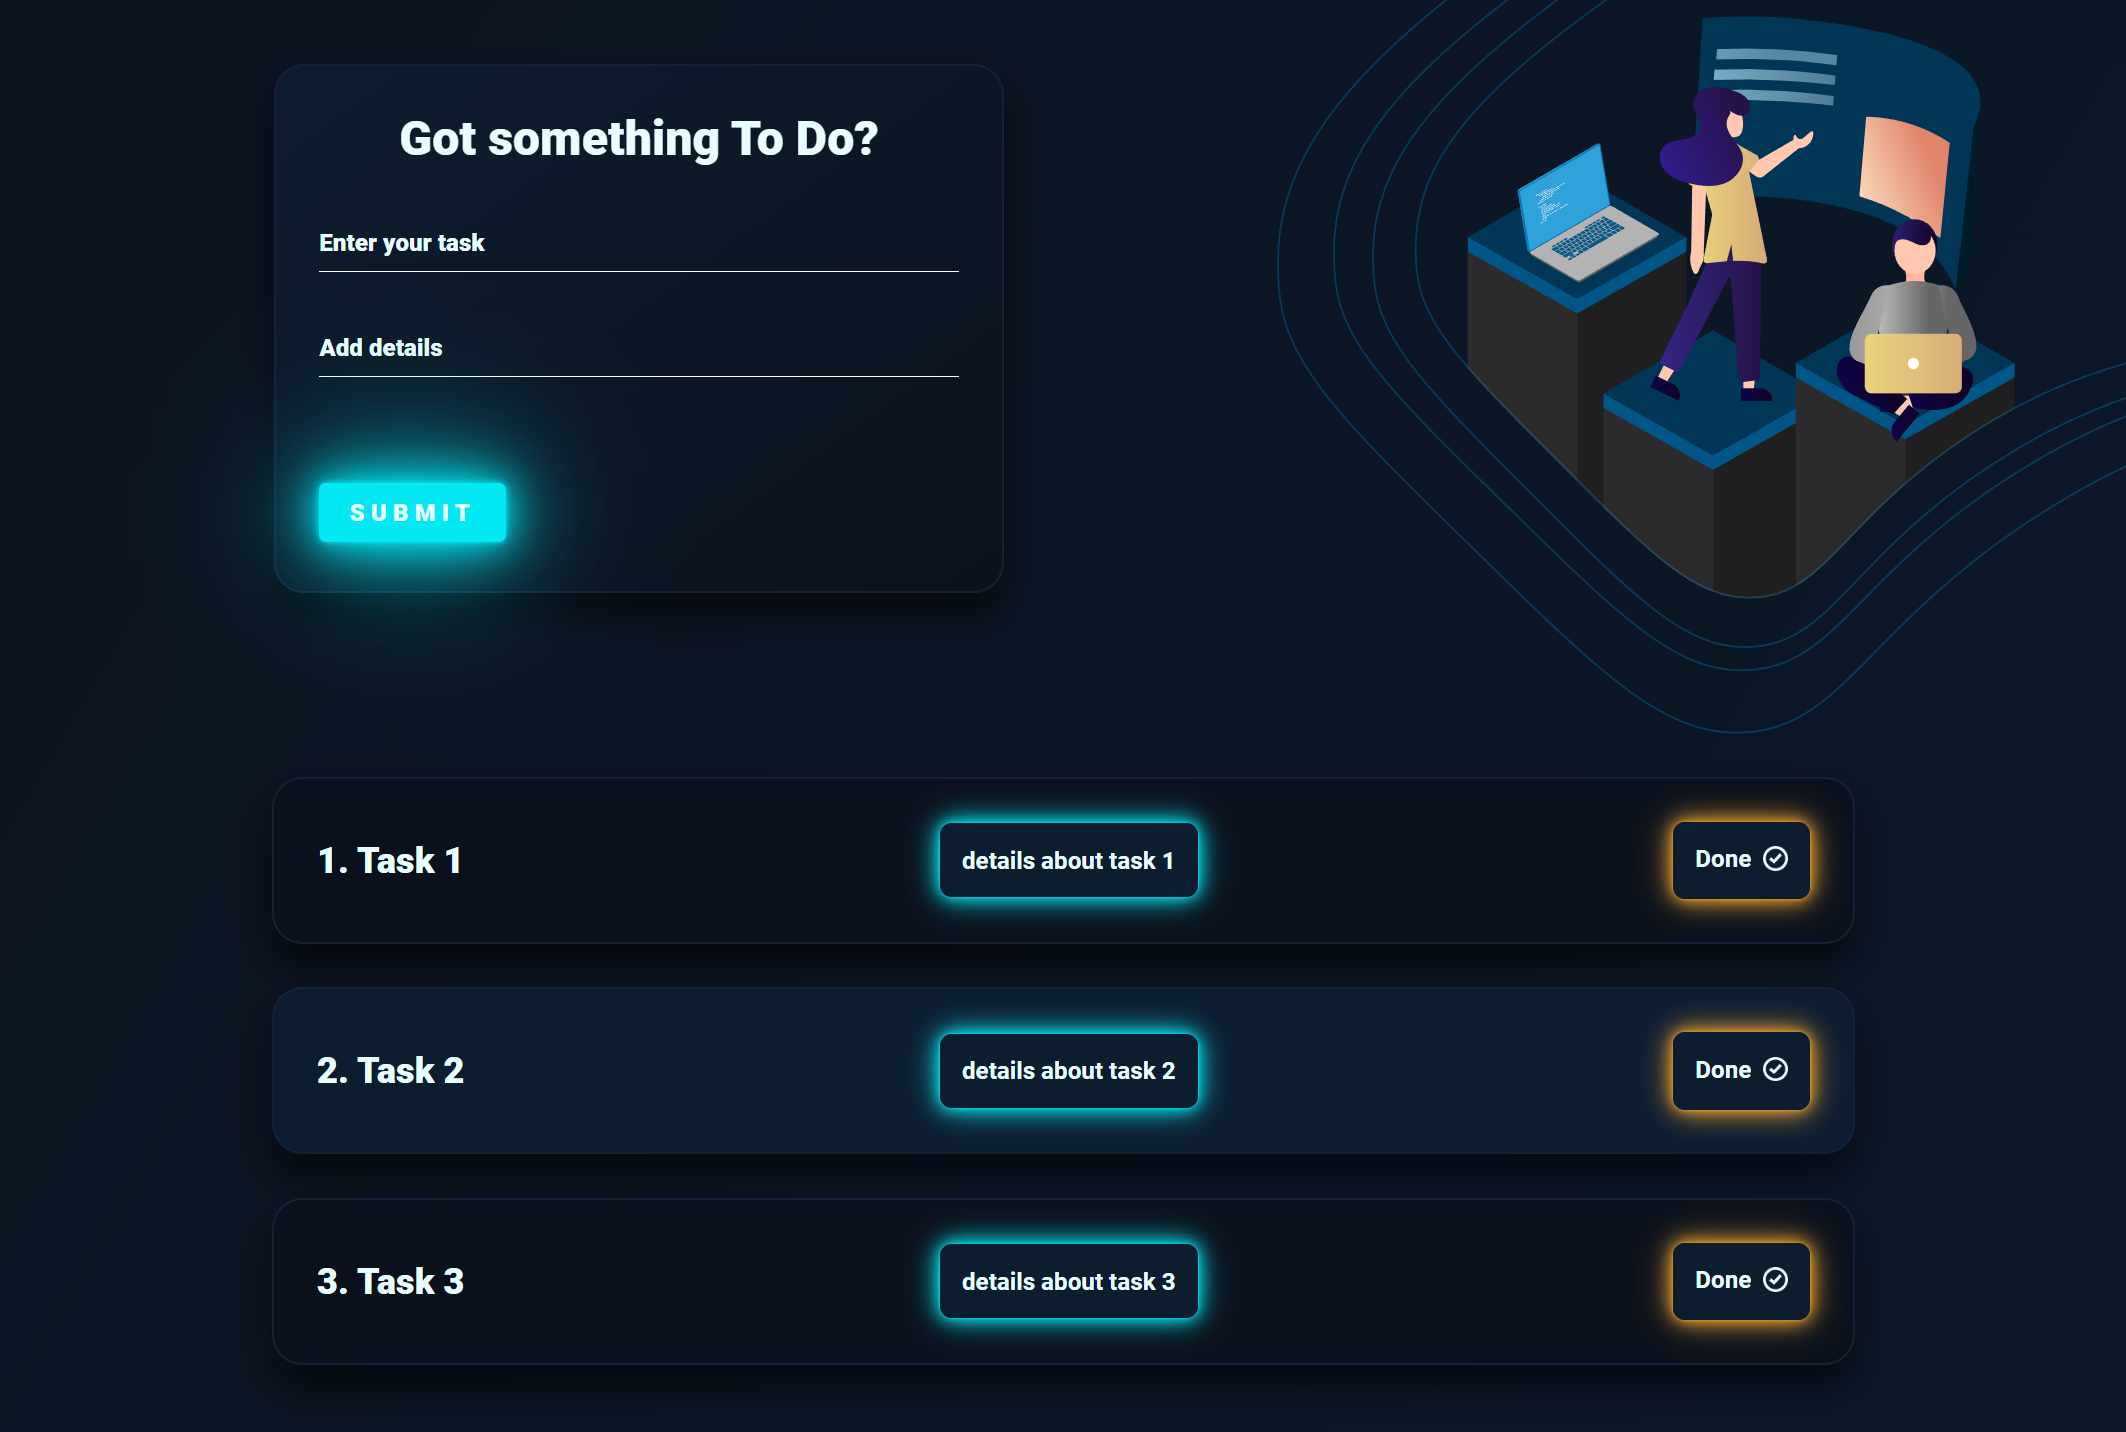 Got something To Do?
Enter your task
Add details
SUBMIT
1. Task 1
details about task 1
Done
2. Task 2
details about task 2
Done
3. Task 3
details about task 3
Done